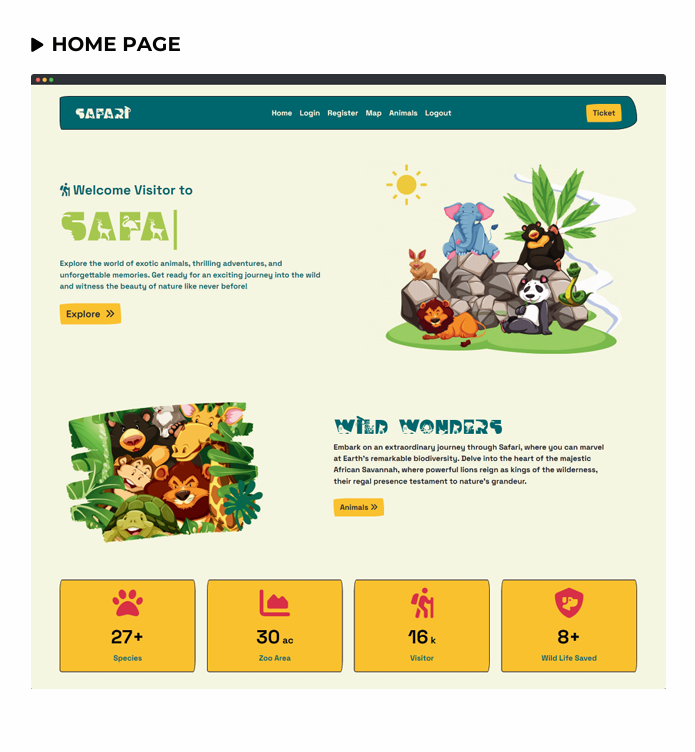 HOME PAGE
SAFARI
Home Login Register Map Animals Logout
Ticket
Welcome Visitor to
SAFA
Explore the world of exotic animals, thrilling adventures, and
unforgettable memories. Get ready for an exciting journey into the wild
and witness the beauty of nature like never before!
Explore
WILD WONDERS
Embark on an extraordinary journey through Safari, where you can marvel
at Earth's remarkable biodiversity. Delve into the heart of the majestic
African Savannah, where powerful lions reign as kings of the wilderness,
their regal presence testament to nature's grandeur.
Animals
27+
Species
30 ac
Zoo Area
16 k
Visitor
8+
Wild Life Saved